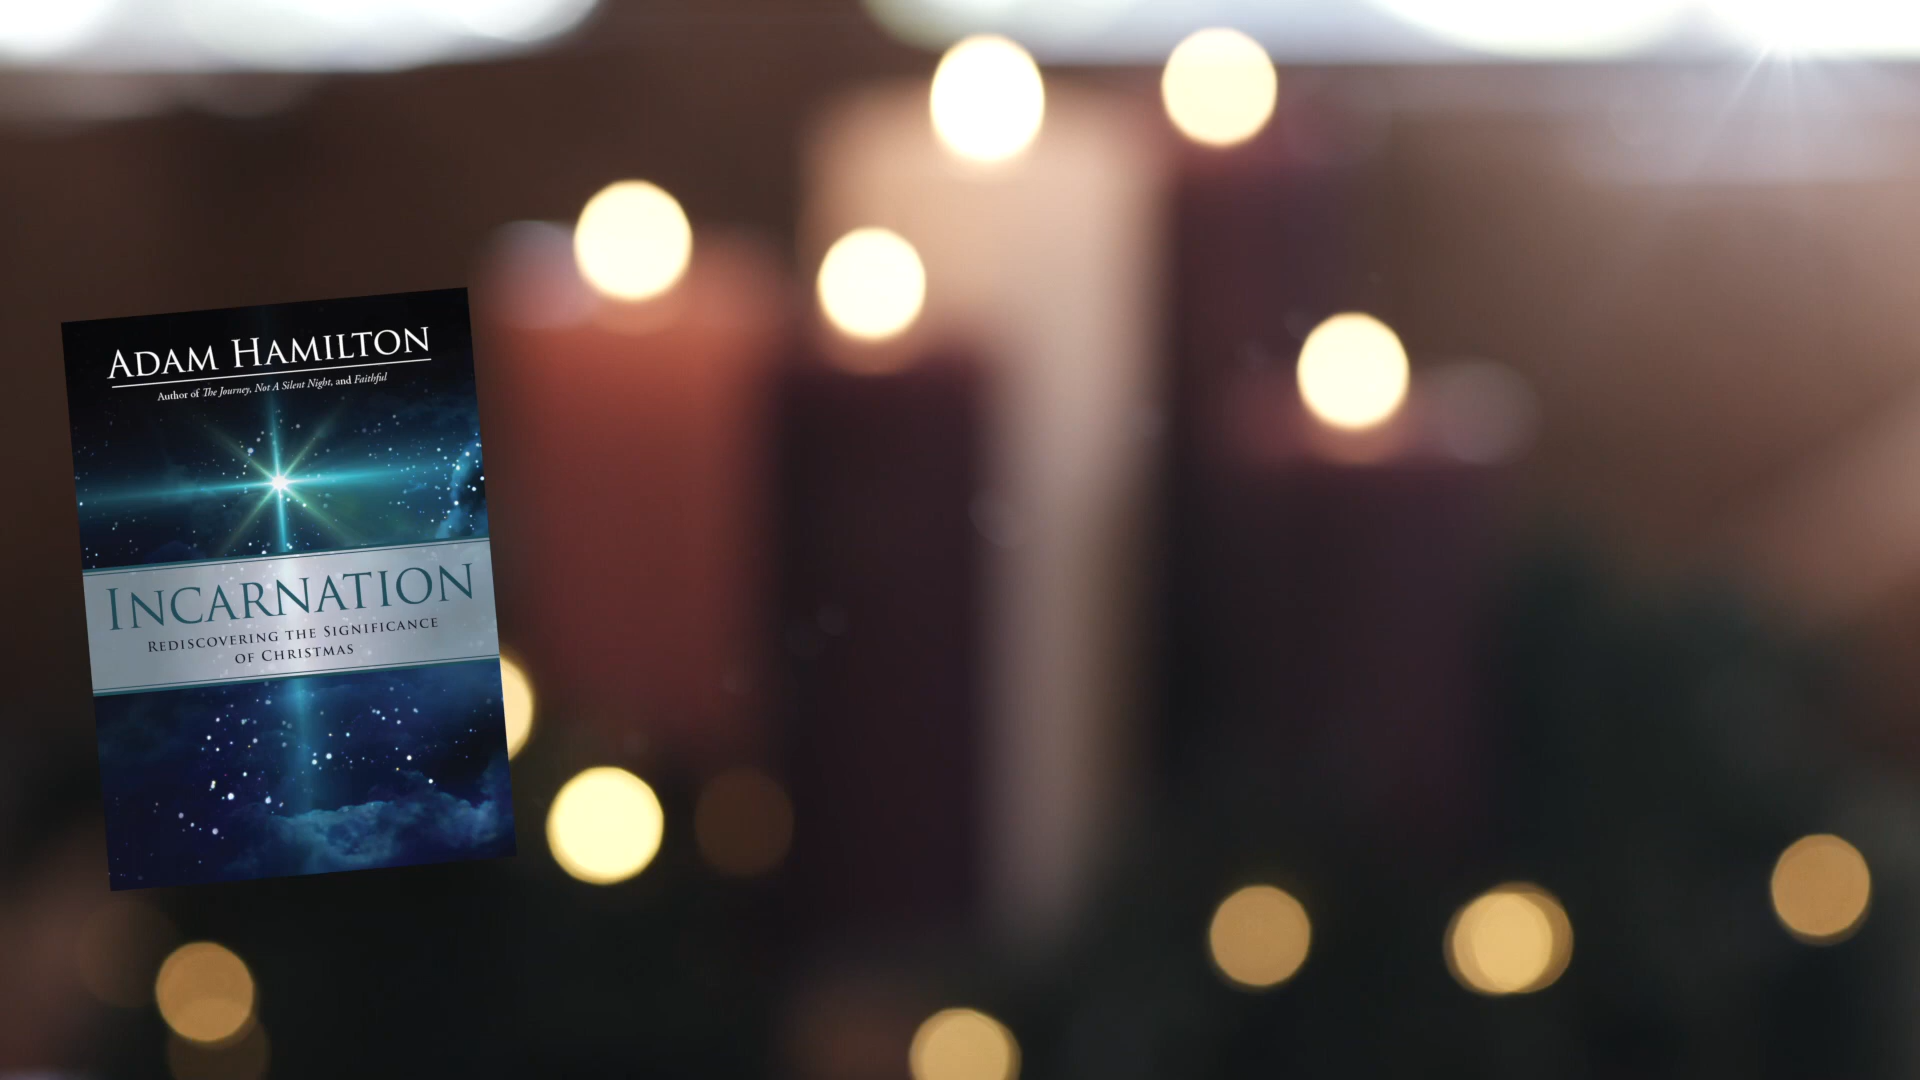 ADAM HAMILTON
Author of The Journey, Not A Silent Night, and Faithful
INCARNATION
REDISCOVERING THE SIGNIFICANCE
OF CHRISTMAS